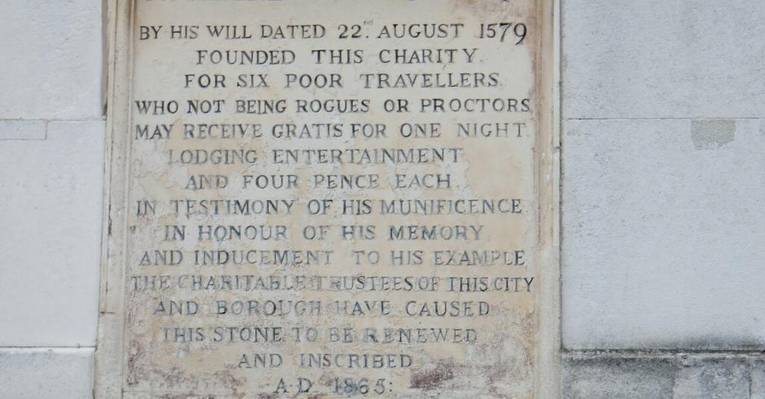 BY HIS WILL DATED 22ᴰ AUGUST 1579
FOUNDED THIS CHARITY.
FOR SIX POOR TRAVELLERS,
WHO NOT BEING ROGUES OR PROCTORS,
MAY RECEIVE GRATIS FOR ONE NIGHT
LODGING ENTERTAINMENT
AND FOUR PENCE EACH.
IN TESTIMONY OF HIS MUNIFICENCE
IN HONOUR OF HIS MEMORY
AND INDUCEMENT TO HIS EXAMPLE
THE CHARITABLE TRUSTEES OF THIS CITY
AND BOROUGH HAVE CAUSED
THIS STONE TO BE RENEWED
AND INSCRIBED
A.D. 1865: